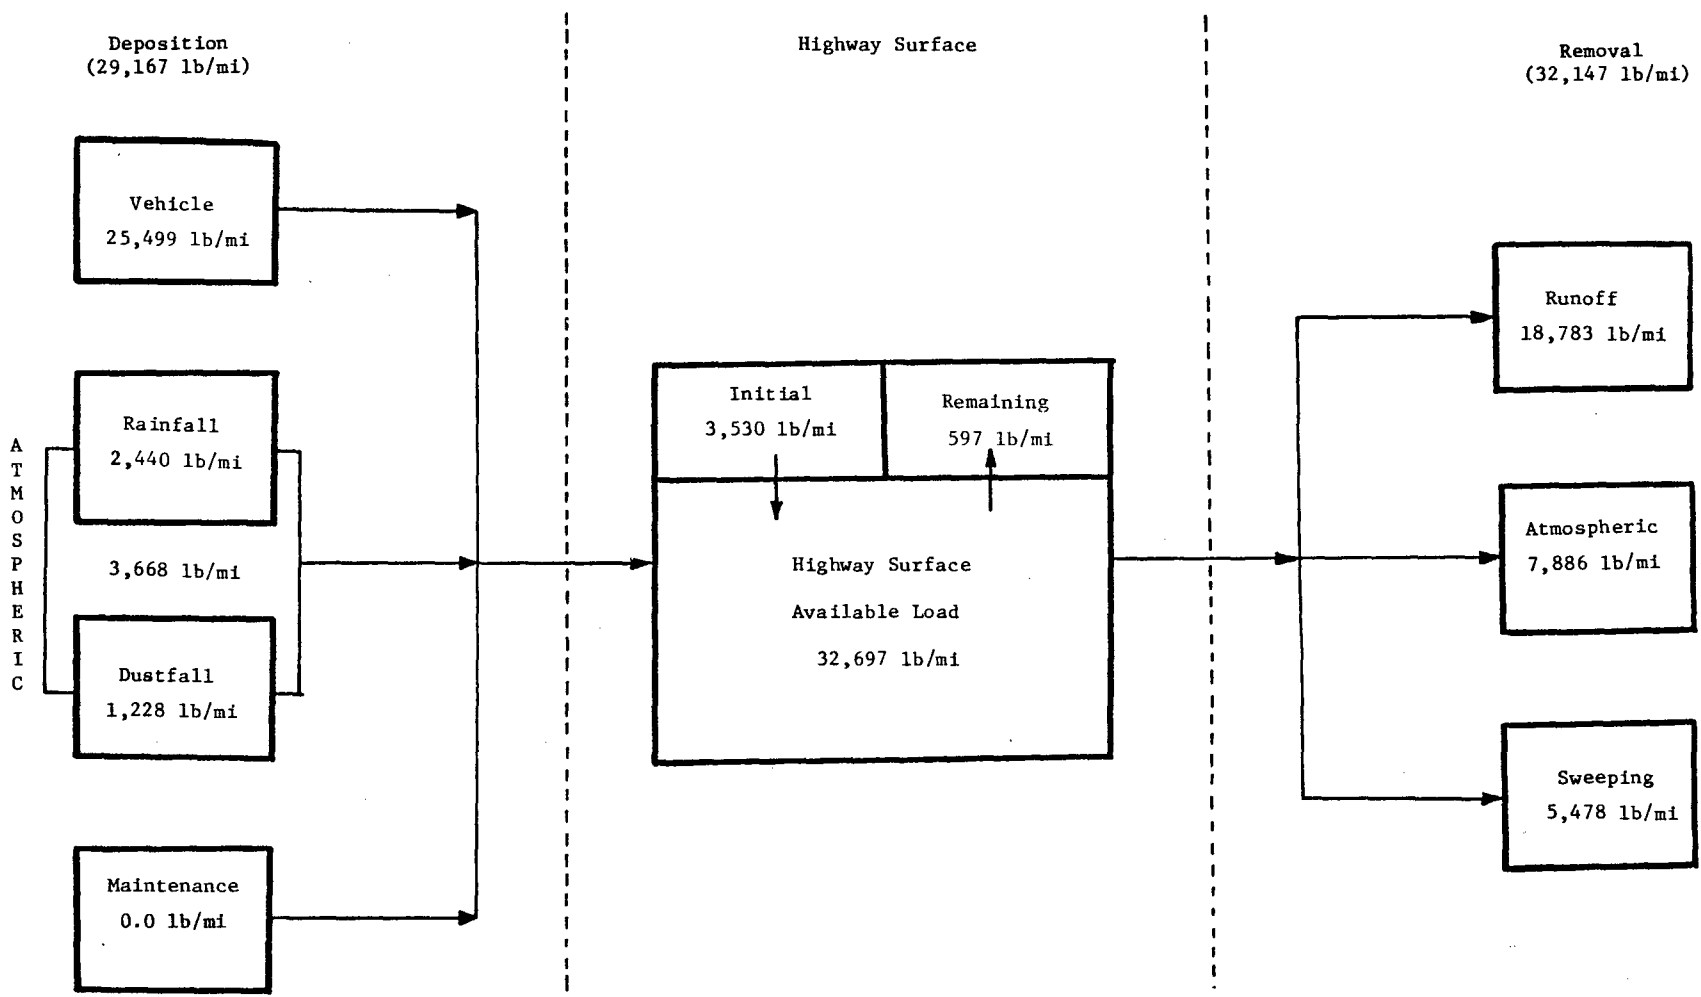 Deposition
(29,167 lb/mi)
Highway Surface
Removal
(32,147 lb/mi)
Vehicle
25,499 lb/mi
ATMOSPHERIC
Rainfall
2,440 lb/mi
3,668 lb/mi
Dustfall
1,228 lb/mi
Maintenance
0.0 lb/mi
Initial
3,530 lb/mi
Remaining
597 lb/mi
Highway Surface
Available Load
32,697 lb/mi
Runoff
18,783 lb/mi
Atmospheric
7,886 lb/mi
Sweeping
5,478 lb/mi